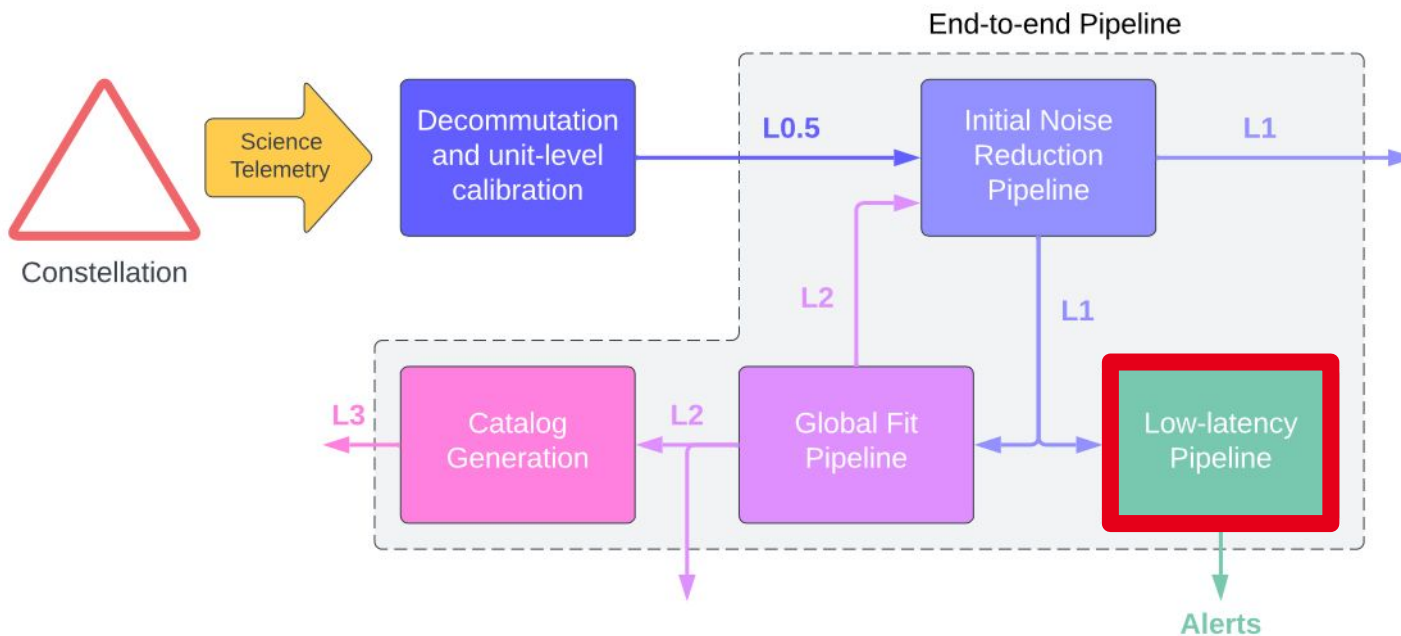 End-to-end Pipeline
Science
Telemetry
Constellation
Decommutation
and unit-level
calibration
L0.5
Initial Noise
Reduction
Pipeline
L1
L2
L1
L3
Catalog
Generation
L2
Global Fit
Pipeline
Low-latency
Pipeline
Alerts